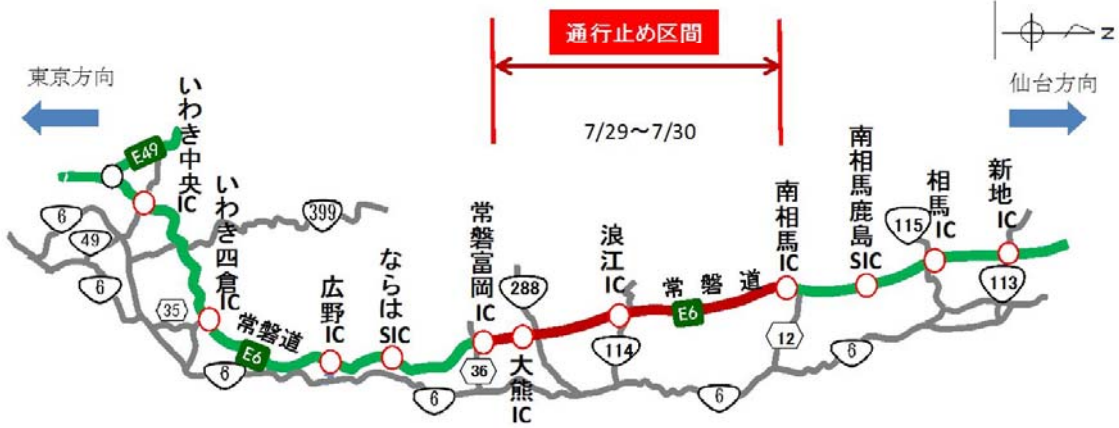 通行止め区間
N
東京方向
仙台方向
7/29～7/30
E49
いわき中央IC
いわき四倉IC
399
6
49
6
35
常磐道
E6
6
広野IC
ならはSIC
常磐富岡IC
36
288
大熊IC
6
浪江IC
114
常磐道
E6
6
南相馬IC
12
6
南相馬鹿島SIC
115
相馬IC
新地IC
113